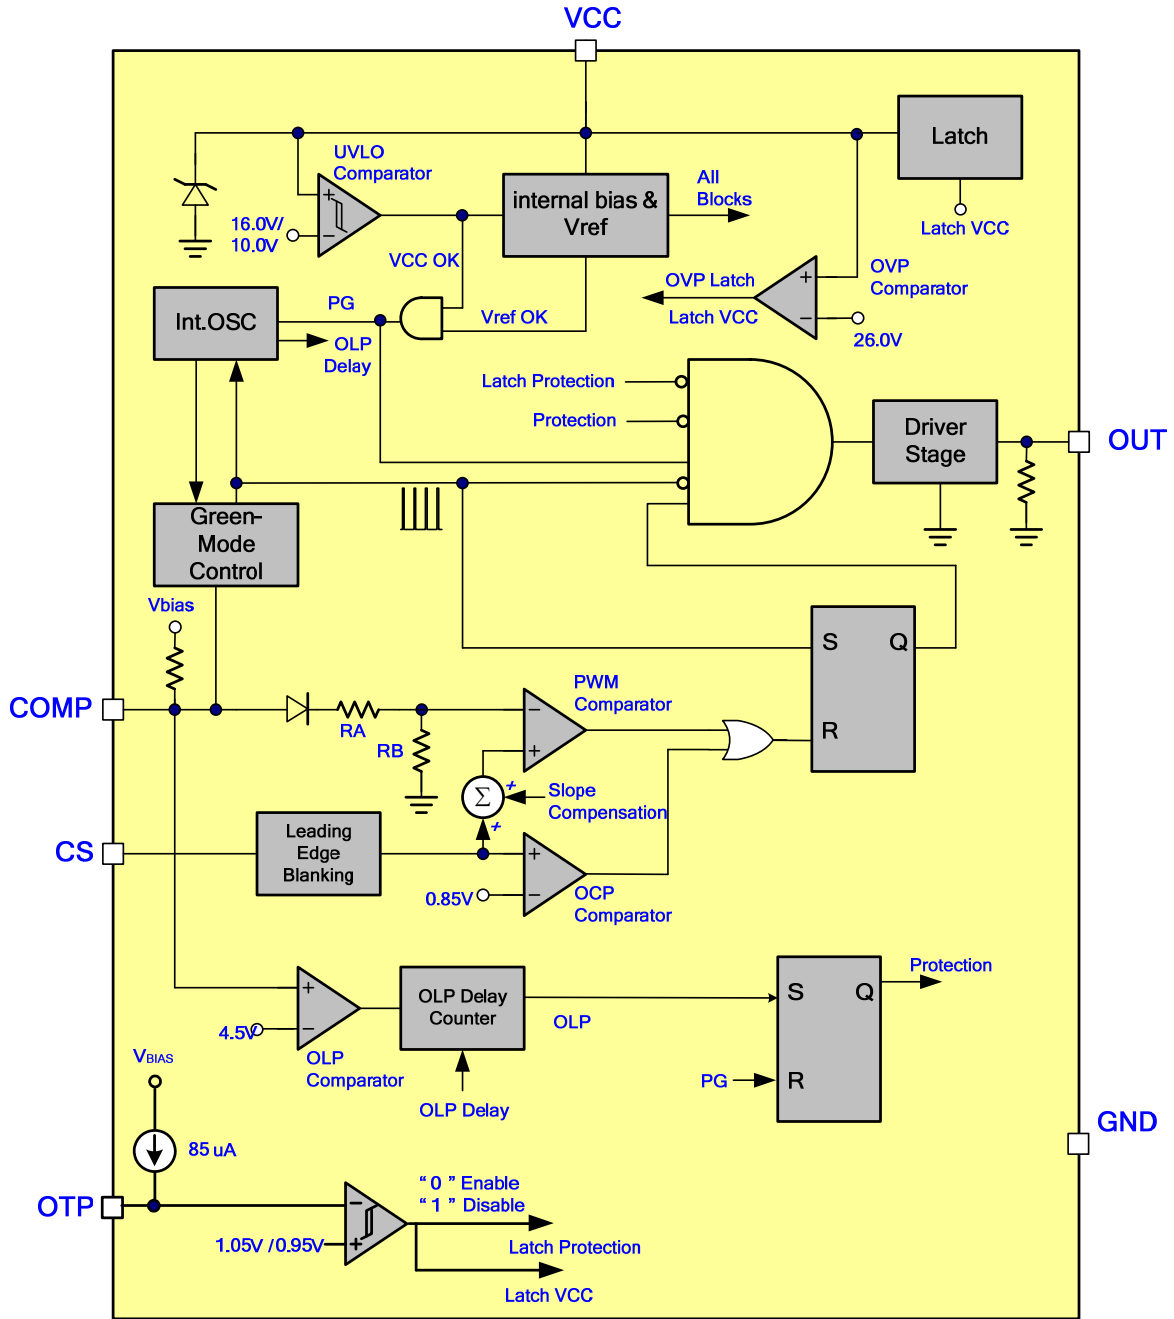 VCC
Latch
Latch VCC
UVLO
Comparator
+
−
16.0V/
10.0V
VCC OK
internal bias &
Vref
All
Blocks
OVP Latch
Latch VCC
+
−
OVP
Comparator
26.0V
Int.OSC
PG
OLP
Delay
Vref OK
Latch Protection
Protection
Driver
Stage
OUT
Green-
Mode
Control
Vbias
S
Q
R
COMP
RA
RB
PWM
Comparator
−
+
Σ
+
+
Slope
Compensation
CS
Leading
Edge
Blanking
+
−
0.85V
OCP
Comparator
+
−
4.5V
OLP
Comparator
OLP Delay
Counter
OLP
OLP Delay
S
Q
R
Protection
PG
VBIAS
85 uA
GND
OTP
−
+
1.05V /0.95V
“ 0 ” Enable
“ 1 ” Disable
Latch Protection
Latch VCC